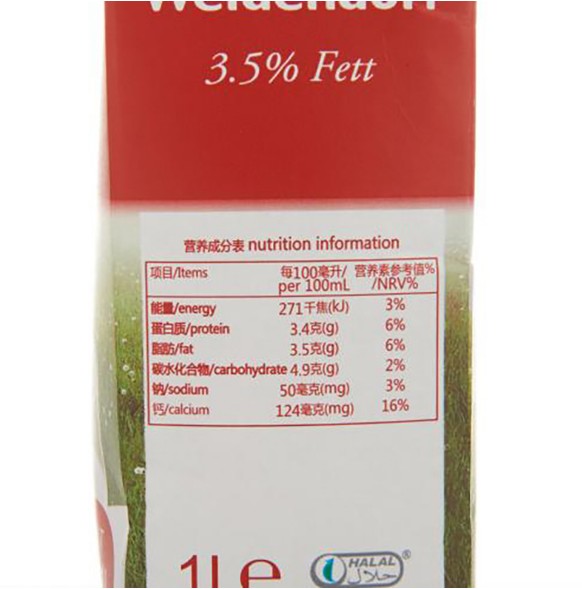 Weidendorf
3.5% Fett
营养成分表 nutrition information
项目/Items 每100毫升/ 营养素参考值%
per 100mL /NRV%
能量/energy 271千焦(kJ) 3%
蛋白质/protein 3.4克(g) 6%
脂肪/fat 3.5克(g) 6%
碳水化合物/carbohydrate 4.9克(g) 2%
钠/sodium 50毫克(mg) 3%
钙/calcium 124毫克(mg) 16%
1L e
HALAL ®
حلال